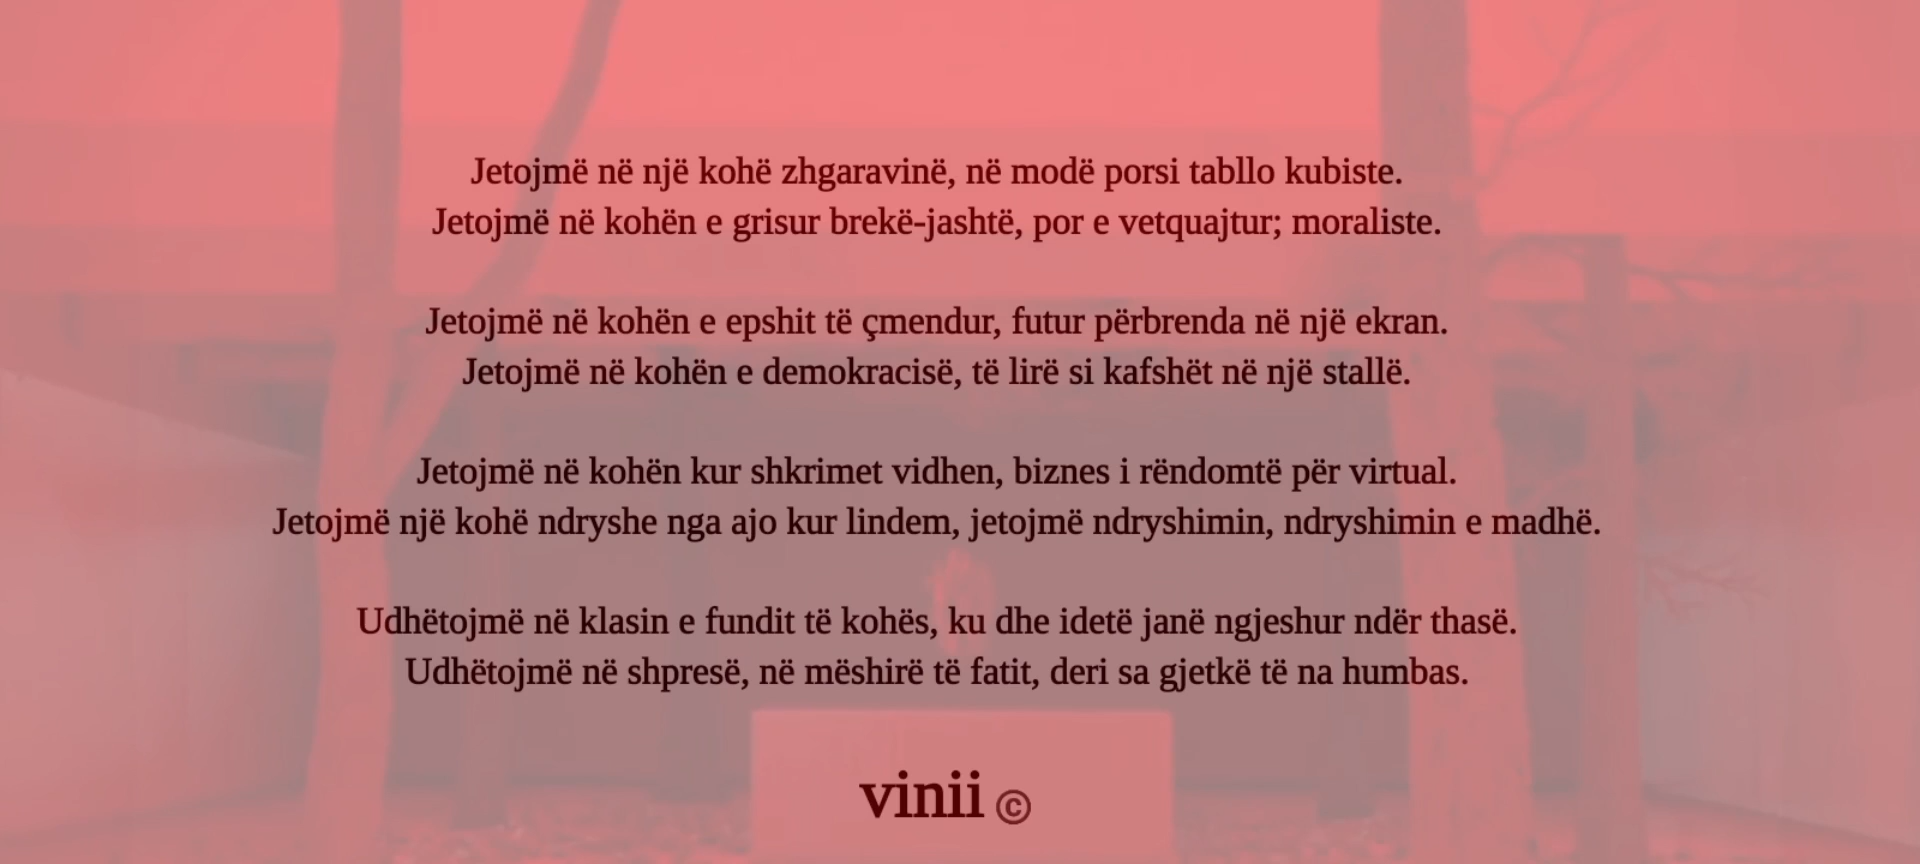 Jetojmë në një kohë zhgaravinë, në modë porsi tabllo kubiste.
Jetojmë në kohën e grisur brekë-jashtë, por e vetquajtur; moraliste.
Jetojmë në kohën e epshit të çmendur, futur përbrenda në një ekran.
Jetojmë në kohën e demokracisë, të lirë si kafshët në një stallë.
Jetojmë në kohën kur shkrimet vidhen, biznes i rëndomtë për virtual.
Jetojmë një kohë ndryshe nga ajo kur lindem, jetojmë ndryshimin, ndryshimin e madhë.
Udhëtojmë në klasin e fundit të kohës, ku dhe idetë janë ngjeshur ndër thasë.
Udhëtojmë në shpresë, në mëshirë të fatit, deri sa gjetkë të na humbas.
vinii ©